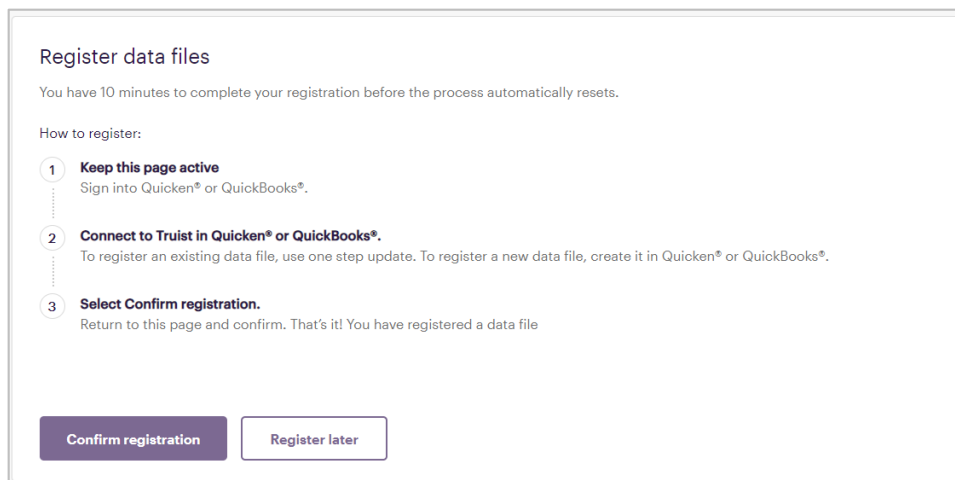 Register data files
You have 10 minutes to complete your registration before the process automatically resets.
How to register:
1 Keep this page active
Sign into Quicken® or QuickBooks®.
2 Connect to Truist in Quicken® or QuickBooks®.
To register an existing data file, use one step update. To register a new data file, create it in Quicken® or QuickBooks®.
3 Select Confirm registration.
Return to this page and confirm. That's it! You have registered a data file
Confirm registration Register later